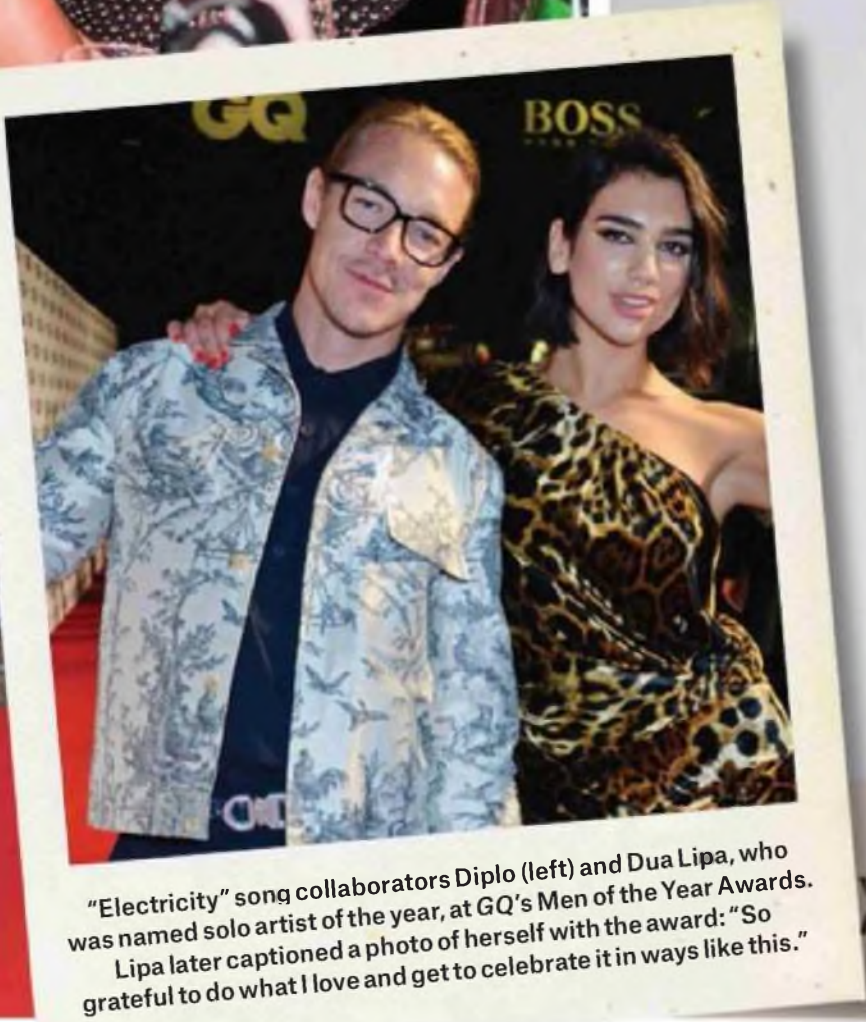 GQ
BOSS
"Electricity" song collaborators Diplo (left) and Dua Lipa, who
was named solo artist of the year, at GQ's Men of the Year Awards.
Lipa later captioned a photo of herself with the award: "So
grateful to do what I love and get to celebrate it in ways like this."